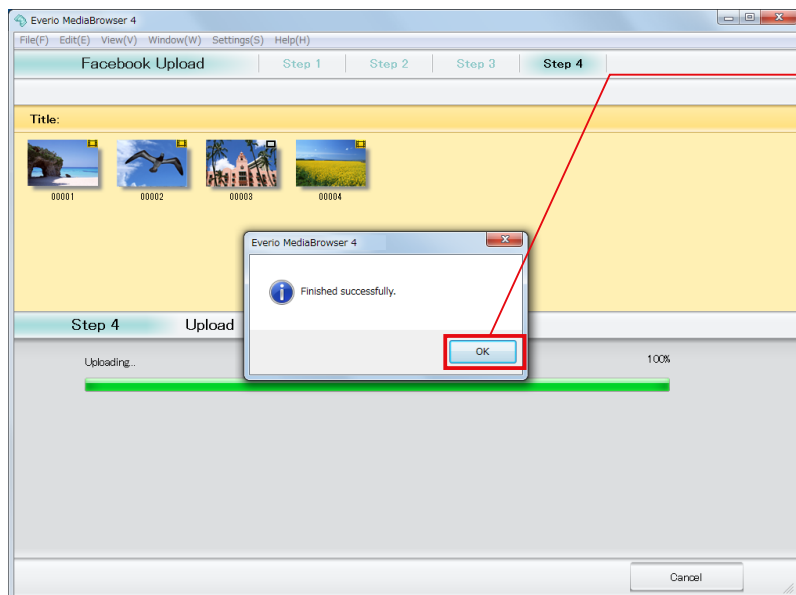 Everio MediaBrowser 4
File(F) Edit(E) View(V) Window(W) Settings(S) Help(H)
Facebook Upload Step 1 Step 2 Step 3 Step 4
Title:
00001 00002 00003 00004
Everio MediaBrowser 4
Finished successfully.
OK
Step 4 Upload
Uploading... 100%
Cancel